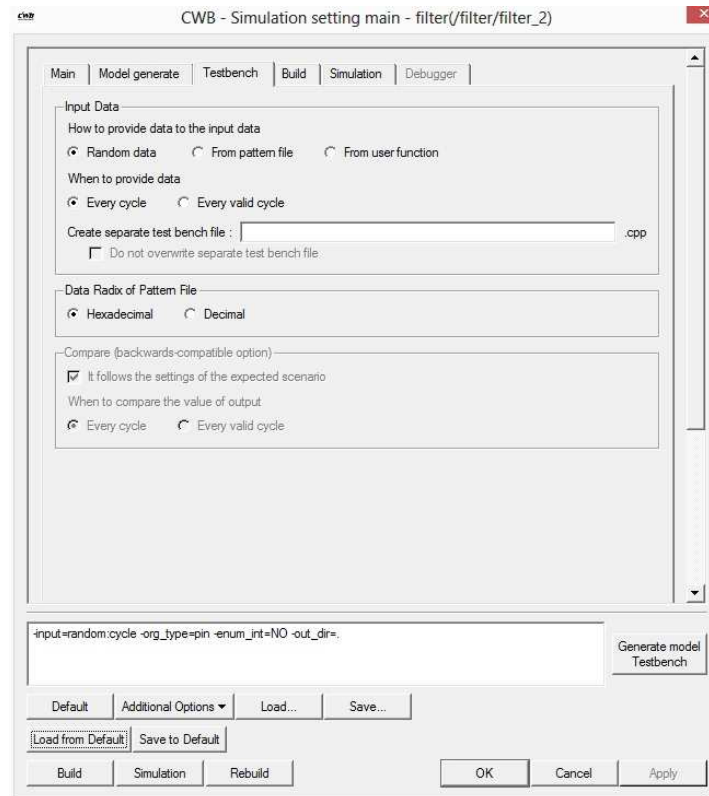 CWB
CWB - Simulation setting main - filter(/filter/filter_2)
Main Model generate Testbench Build Simulation Debugger
Input Data
How to provide data to the input data
Random data From pattern file From user function
When to provide data
Every cycle Every valid cycle
Create separate test bench file : .cpp
Do not overwrite separate test bench file
Data Radix of Pattern File
Hexadecimal Decimal
Compare (backwards-compatible option)
It follows the settings of the expected scenario
When to compare the value of output
Every cycle Every valid cycle
-input=random:cycle -org_type=pin -enum_int=NO -out_dir=.
Generate model
Testbench
Default Additional Options Load... Save...
Load from Default Save to Default
Build Simulation Rebuild OK Cancel Apply